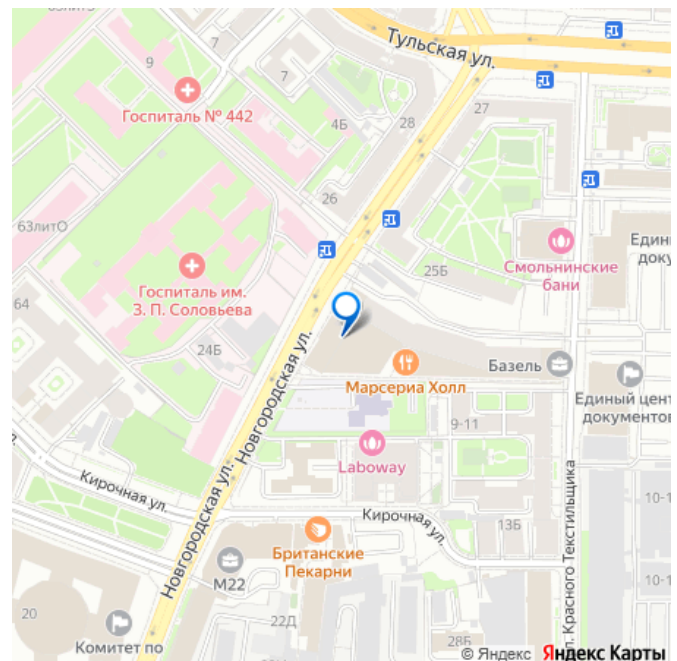 63литЭ
7
9
Госпиталь № 442
7
4Б
28
Тульская ул.
27
26
63литО
Госпиталь им.
З. П. Соловьева
25Б
Смольнинские
бани
Един
доку
64
24Б
Новгородская ул.
Марсериа Холл
Базель
Единый цент
документов
9-11
Laboway
Кирочная ул.
Новгородская ул.
Кирочная ул.
13Б
10-1
Британские
Пекарни
М22
ул. Красного Текстильщика
10-1
20
22Д
Комитет по
28Б
© Яндекс Яндекс Карты